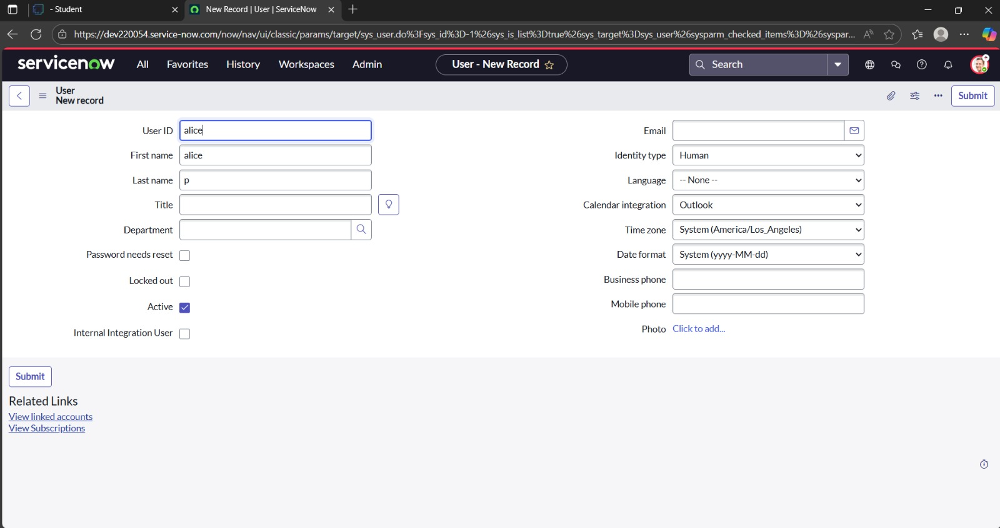 - Student
New Record | User | ServiceNow
https://dev220054.service-now.com/now/nav/ui/classic/params/target/sys_user.do%3Fsys_id%3D-1%26sys_is_list%3Dtrue%26sys_target%3Dsys_user%26sysparm_checked_items%3D%26syspar...
servicenow
All
Favorites
History
Workspaces
Admin
User - New Record
Search
User
New record
Submit
User ID
alice
First name
alice
Last name
p
Title
Department
Password needs reset
Locked out
Active
Internal Integration User
Email
Identity type
Human
Language
-- None --
Calendar integration
Outlook
Time zone
System (America/Los_Angeles)
Date format
System (yyyy-MM-dd)
Business phone
Mobile phone
Photo
Click to add...
Submit
Related Links
View linked accounts
View Subscriptions